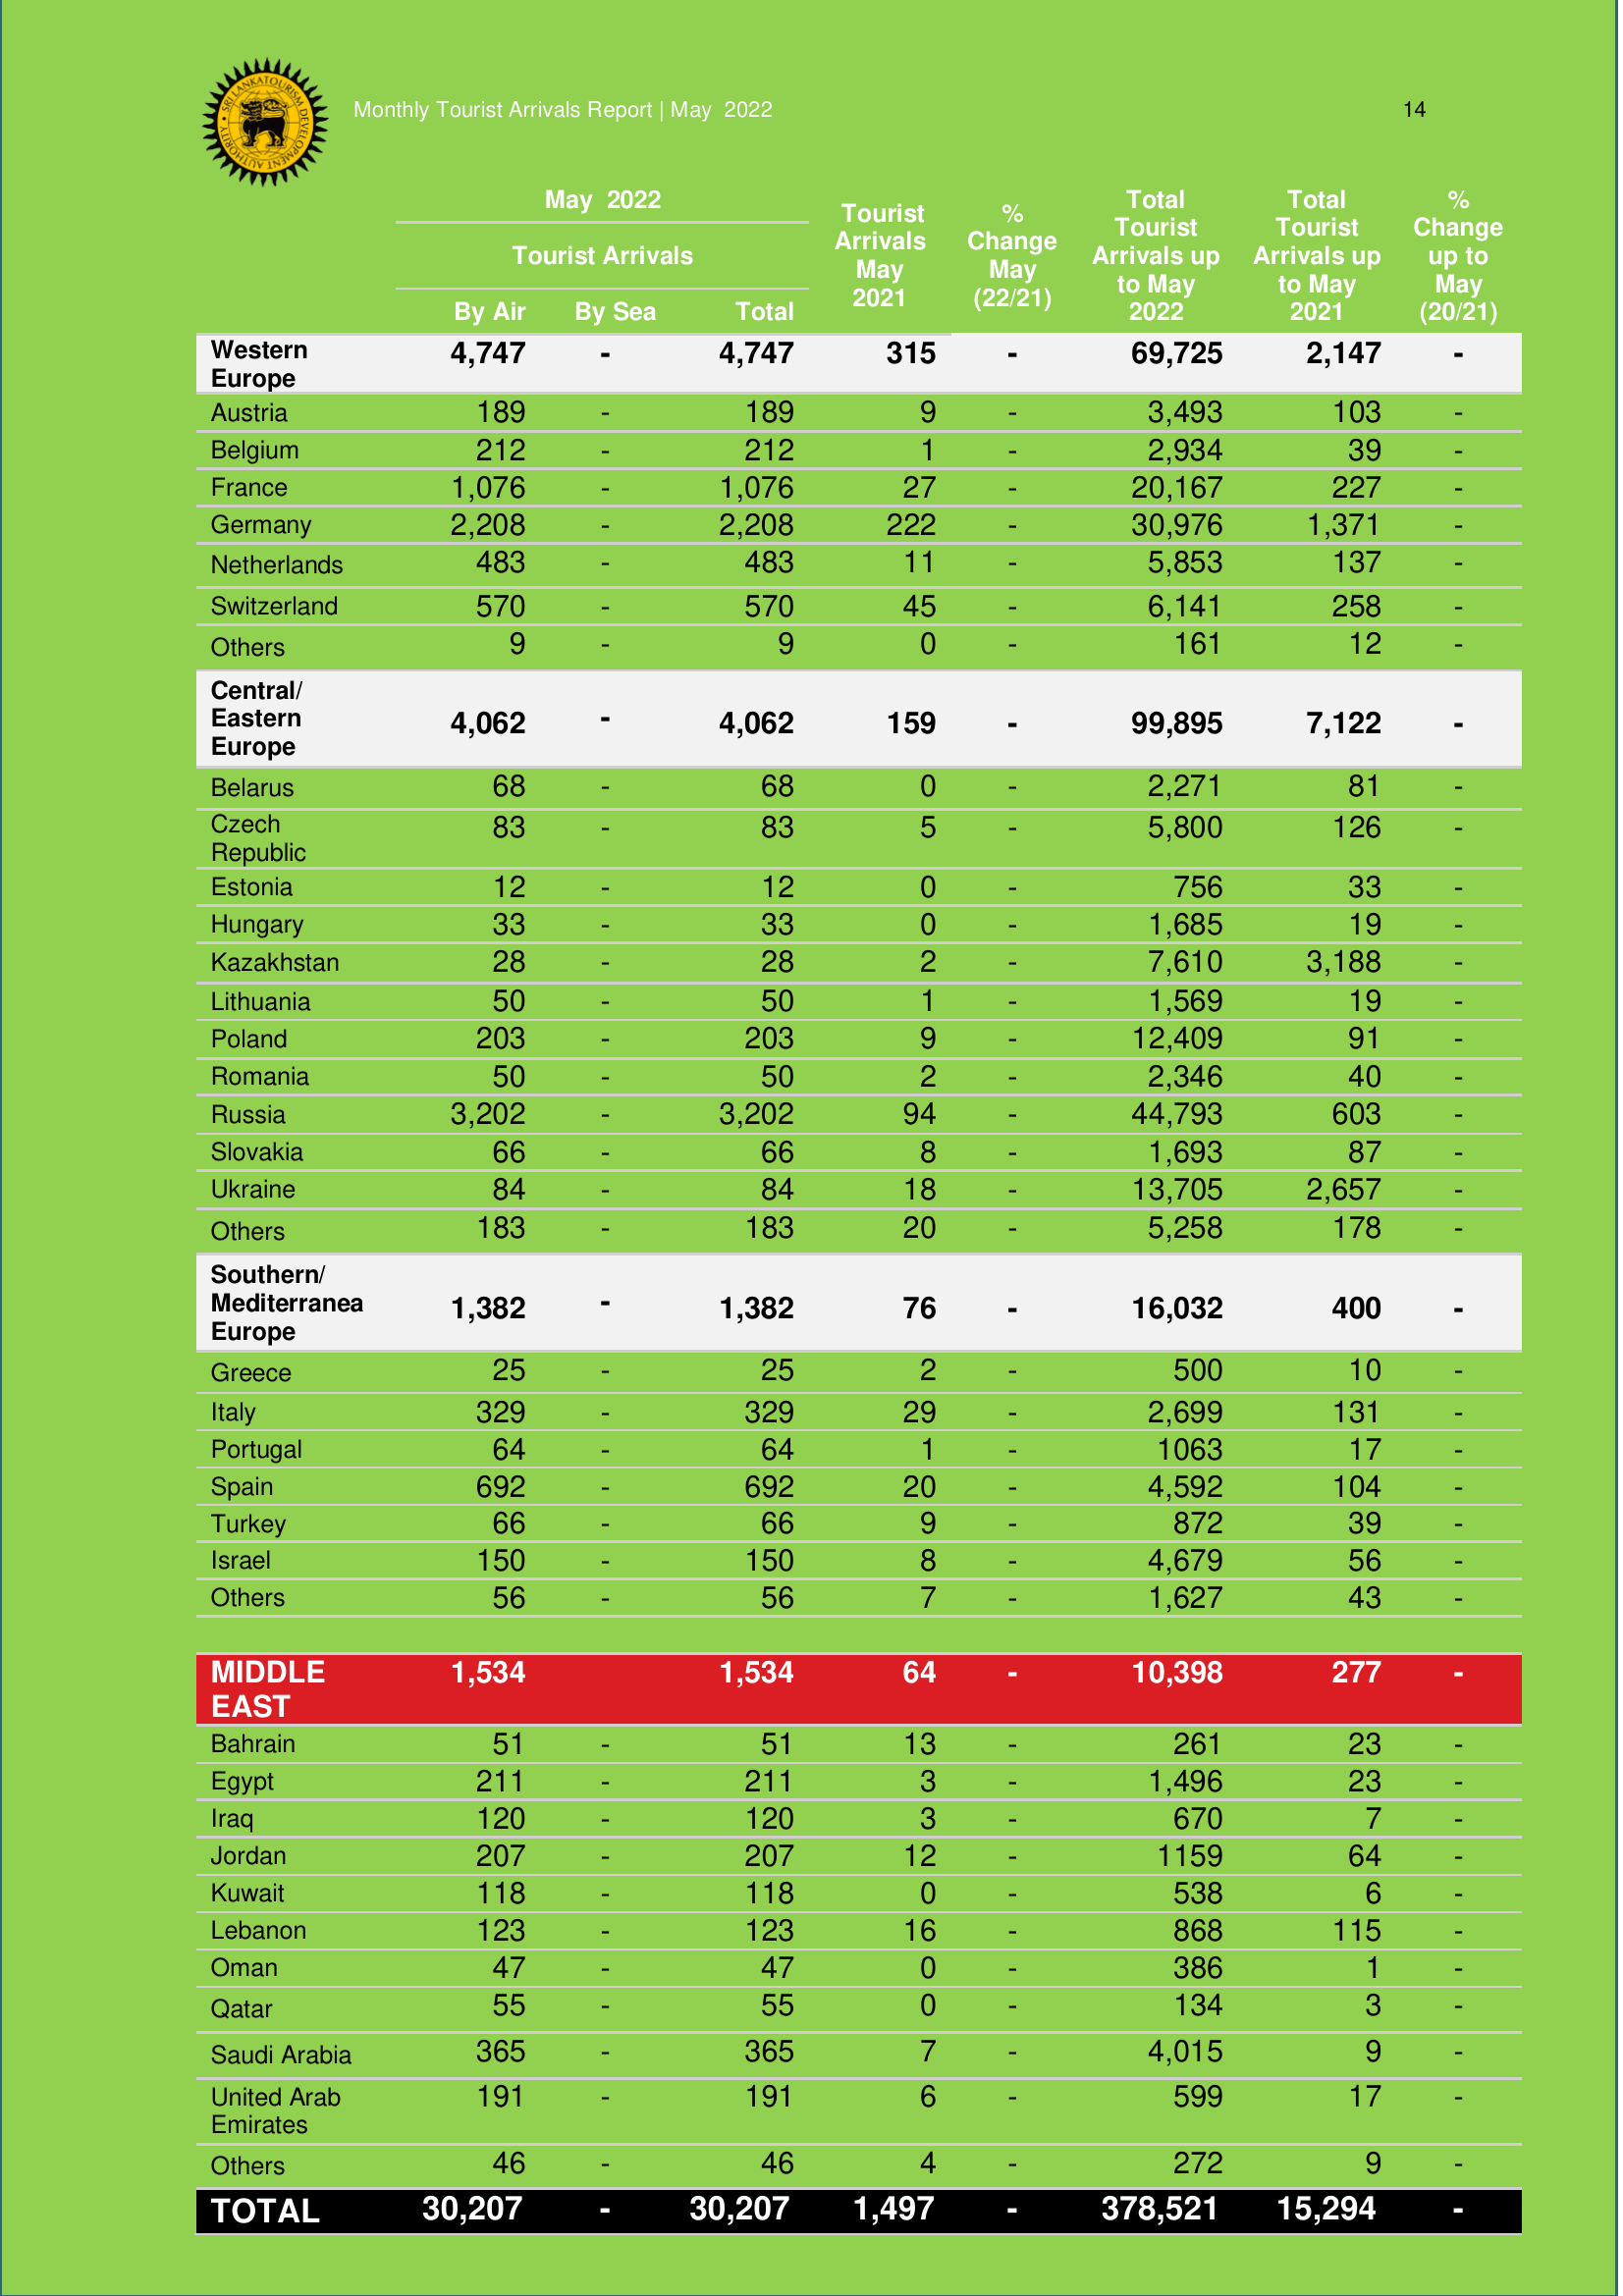 SRI LANKA TOURISM DEVELOPMENT AUTHORITY
Monthly Tourist Arrivals Report | May 2022
14
May 2022
Tourist Arrivals
By Air By Sea Total
Tourist Arrivals May 2021
% Change May (22/21)
Total Tourist Arrivals up to May 2022
Total Tourist Arrivals up to May 2021
% Change up to May (20/21)
Western Europe 4,747 - 4,747 315 - 69,725 2,147 -
Austria 189 - 189 9 - 3,493 103 -
Belgium 212 - 212 1 - 2,934 39 -
France 1,076 - 1,076 27 - 20,167 227 -
Germany 2,208 - 2,208 222 - 30,976 1,371 -
Netherlands 483 - 483 11 - 5,853 137 -
Switzerland 570 - 570 45 - 6,141 258 -
Others 9 - 9 0 - 161 12 -
Central/ Eastern Europe 4,062 - 4,062 159 - 99,895 7,122 -
Belarus 68 - 68 0 - 2,271 81 -
Czech Republic 83 - 83 5 - 5,800 126 -
Estonia 12 - 12 0 - 756 33 -
Hungary 33 - 33 0 - 1,685 19 -
Kazakhstan 28 - 28 2 - 7,610 3,188 -
Lithuania 50 - 50 1 - 1,569 19 -
Poland 203 - 203 9 - 12,409 91 -
Romania 50 - 50 2 - 2,346 40 -
Russia 3,202 - 3,202 94 - 44,793 603 -
Slovakia 66 - 66 8 - 1,693 87 -
Ukraine 84 - 84 18 - 13,705 2,657 -
Others 183 - 183 20 - 5,258 178 -
Southern/ Mediterranea Europe 1,382 - 1,382 76 - 16,032 400 -
Greece 25 - 25 2 - 500 10 -
Italy 329 - 329 29 - 2,699 131 -
Portugal 64 - 64 1 - 1063 17 -
Spain 692 - 692 20 - 4,592 104 -
Turkey 66 - 66 9 - 872 39 -
Israel 150 - 150 8 - 4,679 56 -
Others 56 - 56 7 - 1,627 43 -
MIDDLE EAST 1,534 1,534 64 - 10,398 277 -
Bahrain 51 - 51 13 - 261 23 -
Egypt 211 - 211 3 - 1,496 23 -
Iraq 120 - 120 3 - 670 7 -
Jordan 207 - 207 12 - 1159 64 -
Kuwait 118 - 118 0 - 538 6 -
Lebanon 123 - 123 16 - 868 115 -
Oman 47 - 47 0 - 386 1 -
Qatar 55 - 55 0 - 134 3 -
Saudi Arabia 365 - 365 7 - 4,015 9 -
United Arab Emirates 191 - 191 6 - 599 17 -
Others 46 - 46 4 - 272 9 -
TOTAL 30,207 - 30,207 1,497 - 378,521 15,294 -